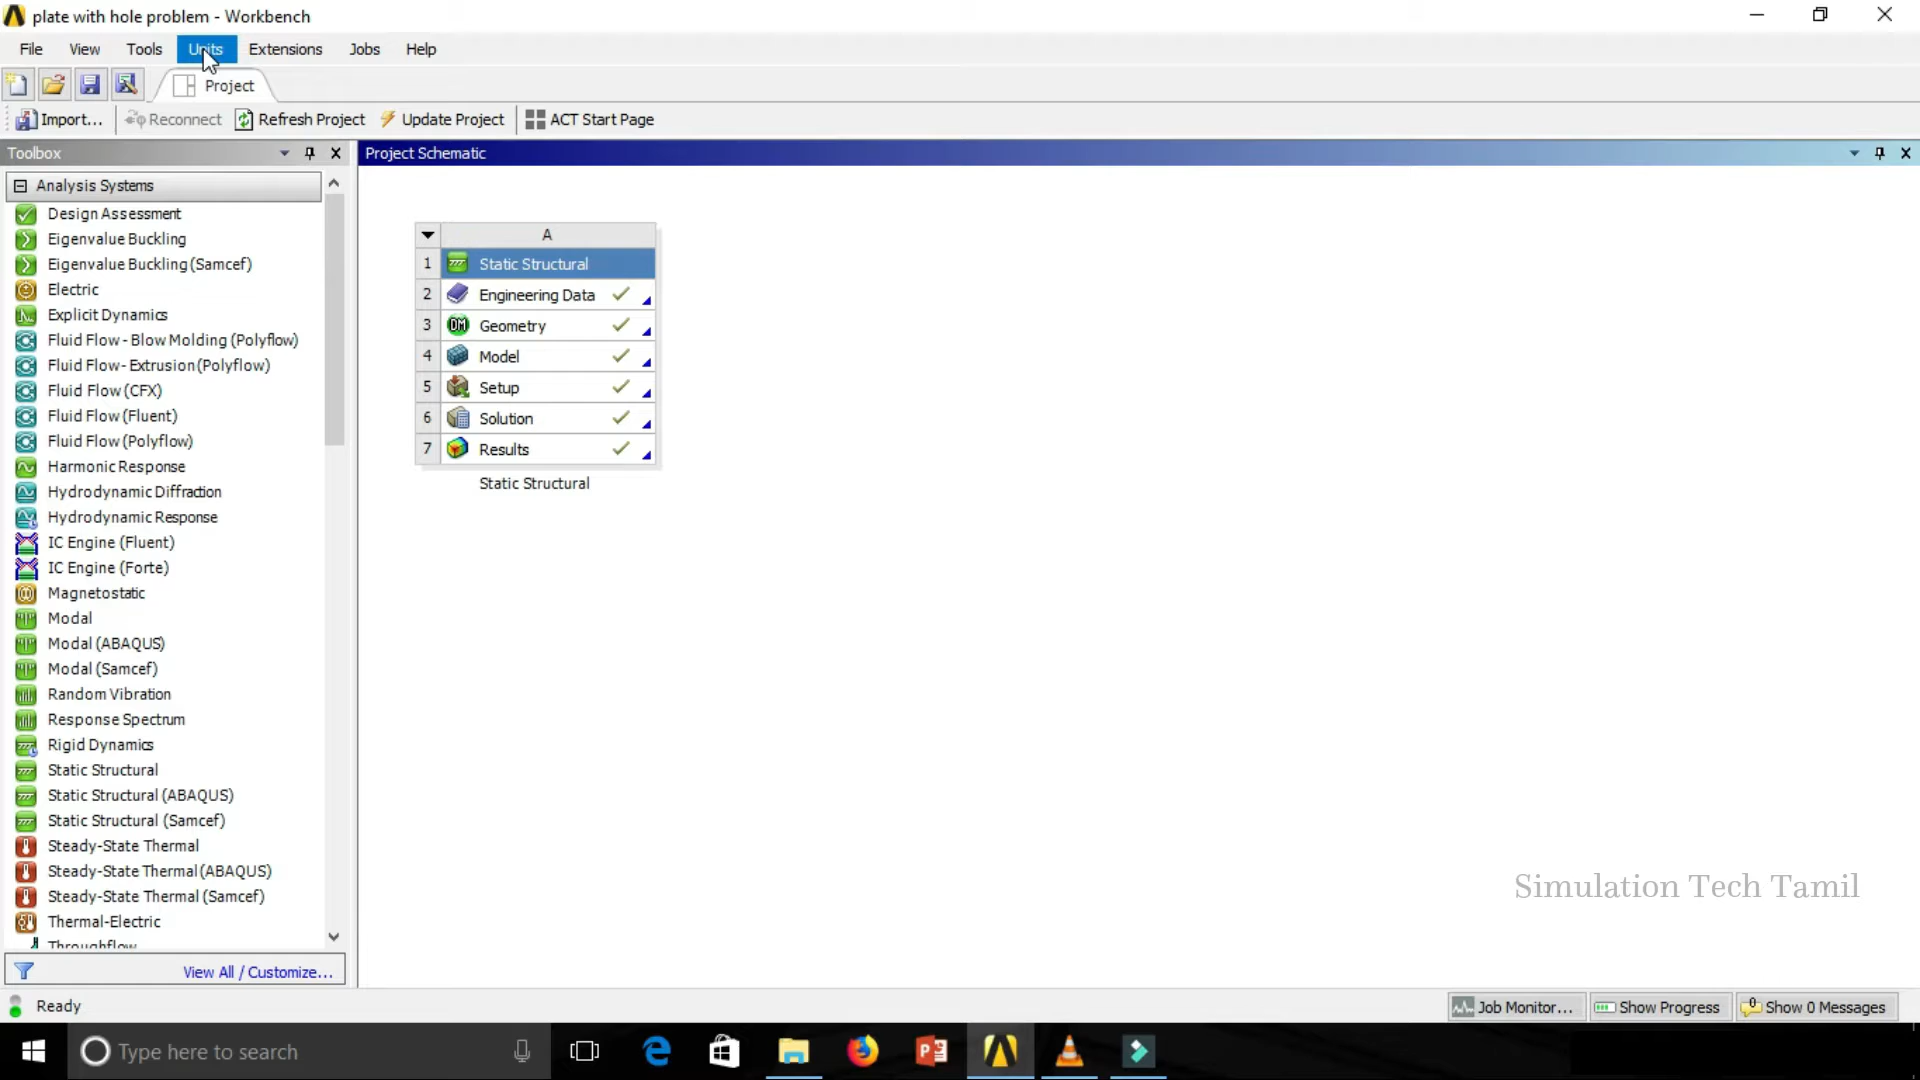 plate with hole problem - Workbench
File View Tools Units Extensions Jobs Help
Project
Import... Reconnect Refresh Project Update Project ACT Start Page
Toolbox
Project Schematic
Analysis Systems
Design Assessment
Eigenvalue Buckling
Eigenvalue Buckling (Samcef)
Electric
Explicit Dynamics
Fluid Flow - Blow Molding (Polyflow)
Fluid Flow - Extrusion (Polyflow)
Fluid Flow (CFX)
Fluid Flow (Fluent)
Fluid Flow (Polyflow)
Harmonic Response
Hydrodynamic Diffraction
Hydrodynamic Response
IC Engine (Fluent)
IC Engine (Forte)
Magnetostatic
Modal
Modal (ABAQUS)
Modal (Samcef)
Random Vibration
Response Spectrum
Rigid Dynamics
Static Structural
Static Structural (ABAQUS)
Static Structural (Samcef)
Steady-State Thermal
Steady-State Thermal (ABAQUS)
Steady-State Thermal (Samcef)
Thermal-Electric
Throughflow
View All / Customize...
A
1 Static Structural
2 Engineering Data
3 DM Geometry
4 Model
5 Setup
6 Solution
7 Results
Static Structural
Simulation Tech Tamil
Ready
Job Monitor... Show Progress Show 0 Messages
Type here to search